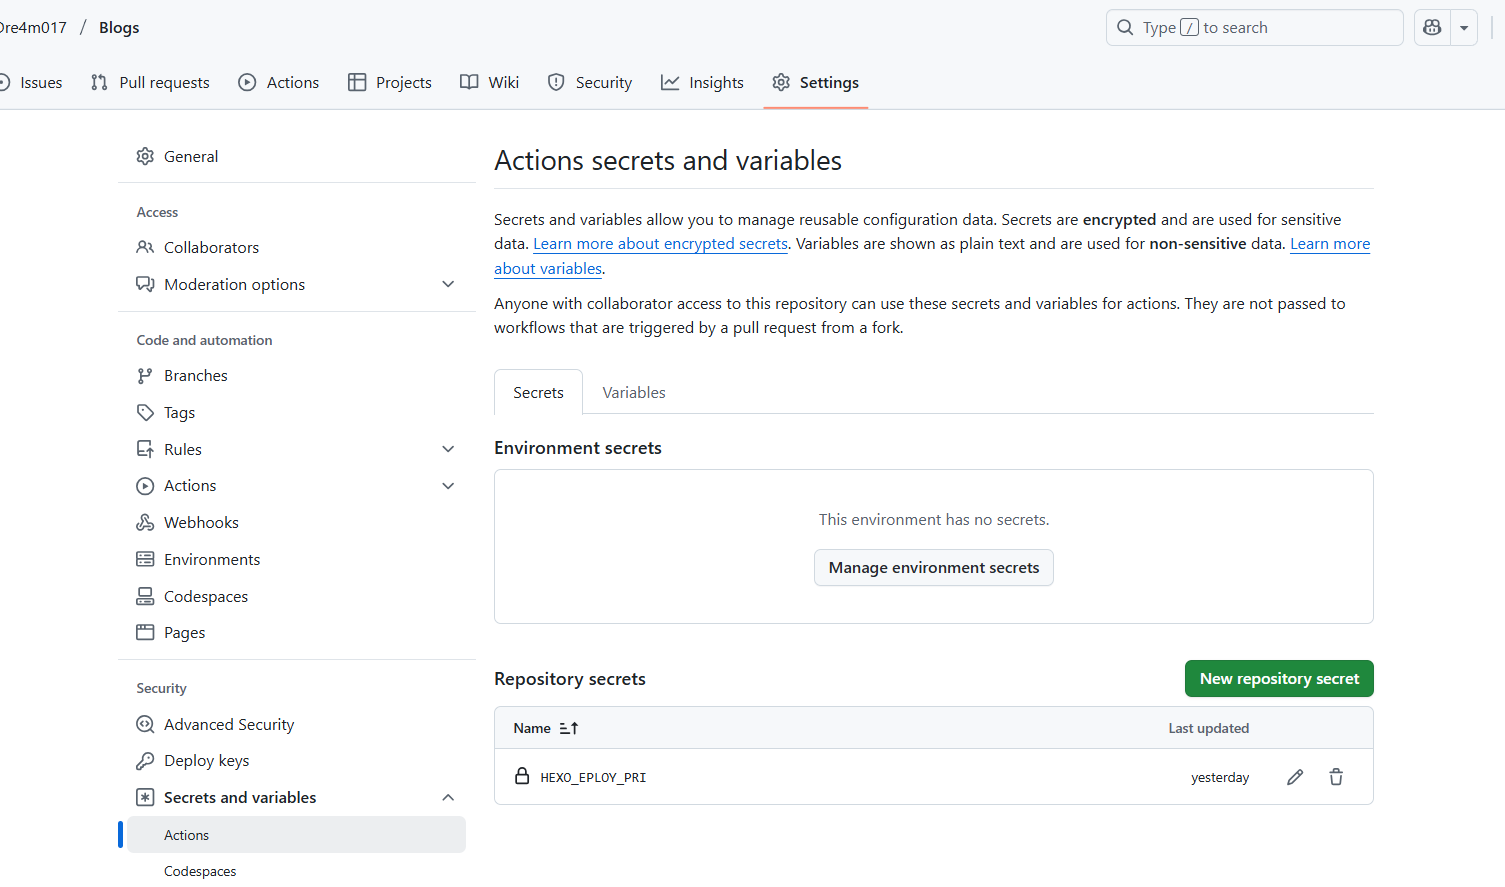 Dre4m017 / Blogs
Type / to search
Issues
Pull requests
Actions
Projects
Wiki
Security
Insights
Settings
General
Access
Collaborators
Moderation options
Code and automation
Branches
Tags
Rules
Actions
Webhooks
Environments
Codespaces
Pages
Security
Advanced Security
Deploy keys
Secrets and variables
Actions
Codespaces
Actions secrets and variables
Secrets and variables allow you to manage reusable configuration data. Secrets are encrypted and are used for sensitive
data. Learn more about encrypted secrets. Variables are shown as plain text and are used for non-sensitive data. Learn more
about variables.
Anyone with collaborator access to this repository can use these secrets and variables for actions. They are not passed to
workflows that are triggered by a pull request from a fork.
Secrets
Variables
Environment secrets
This environment has no secrets.
Manage environment secrets
Repository secrets
New repository secret
Name
Last updated
HEXO_EPLOY_PRI
yesterday